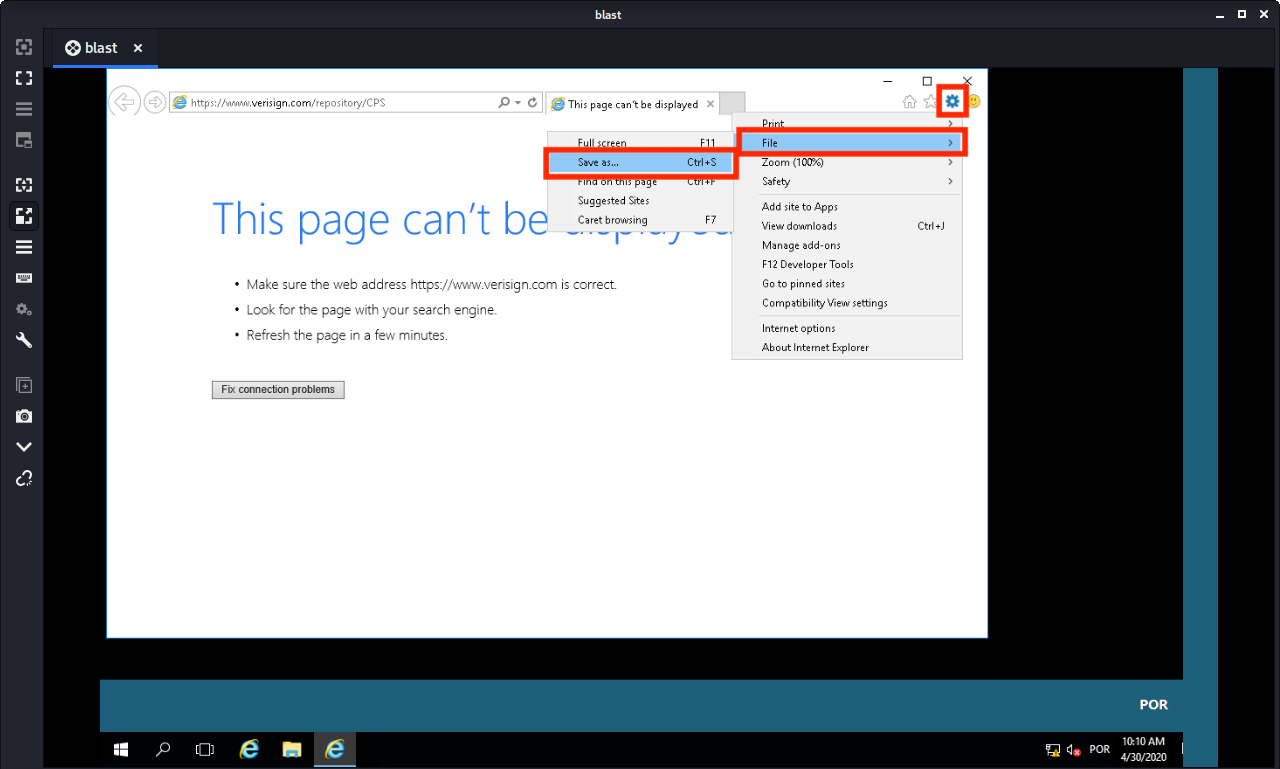 blast
blast
https://www.verisign.com/repository/CPS
This page can't be displayed
Print
File
Zoom (100%)
Safety
Add site to Apps
View downloads Ctrl+J
Manage add-ons
F12 Developer Tools
Go to pinned sites
Compatibility View settings
Internet options
About Internet Explorer
Full screen F11
Save as... Ctrl+S
Find on this page Ctrl+F
Suggested Sites
Caret browsing F7
This page can't be displayed
• Make sure the web address https://www.verisign.com is correct.
• Look for the page with your search engine.
• Refresh the page in a few minutes.
Fix connection problems
POR
POR
10:10 AM
4/30/2020